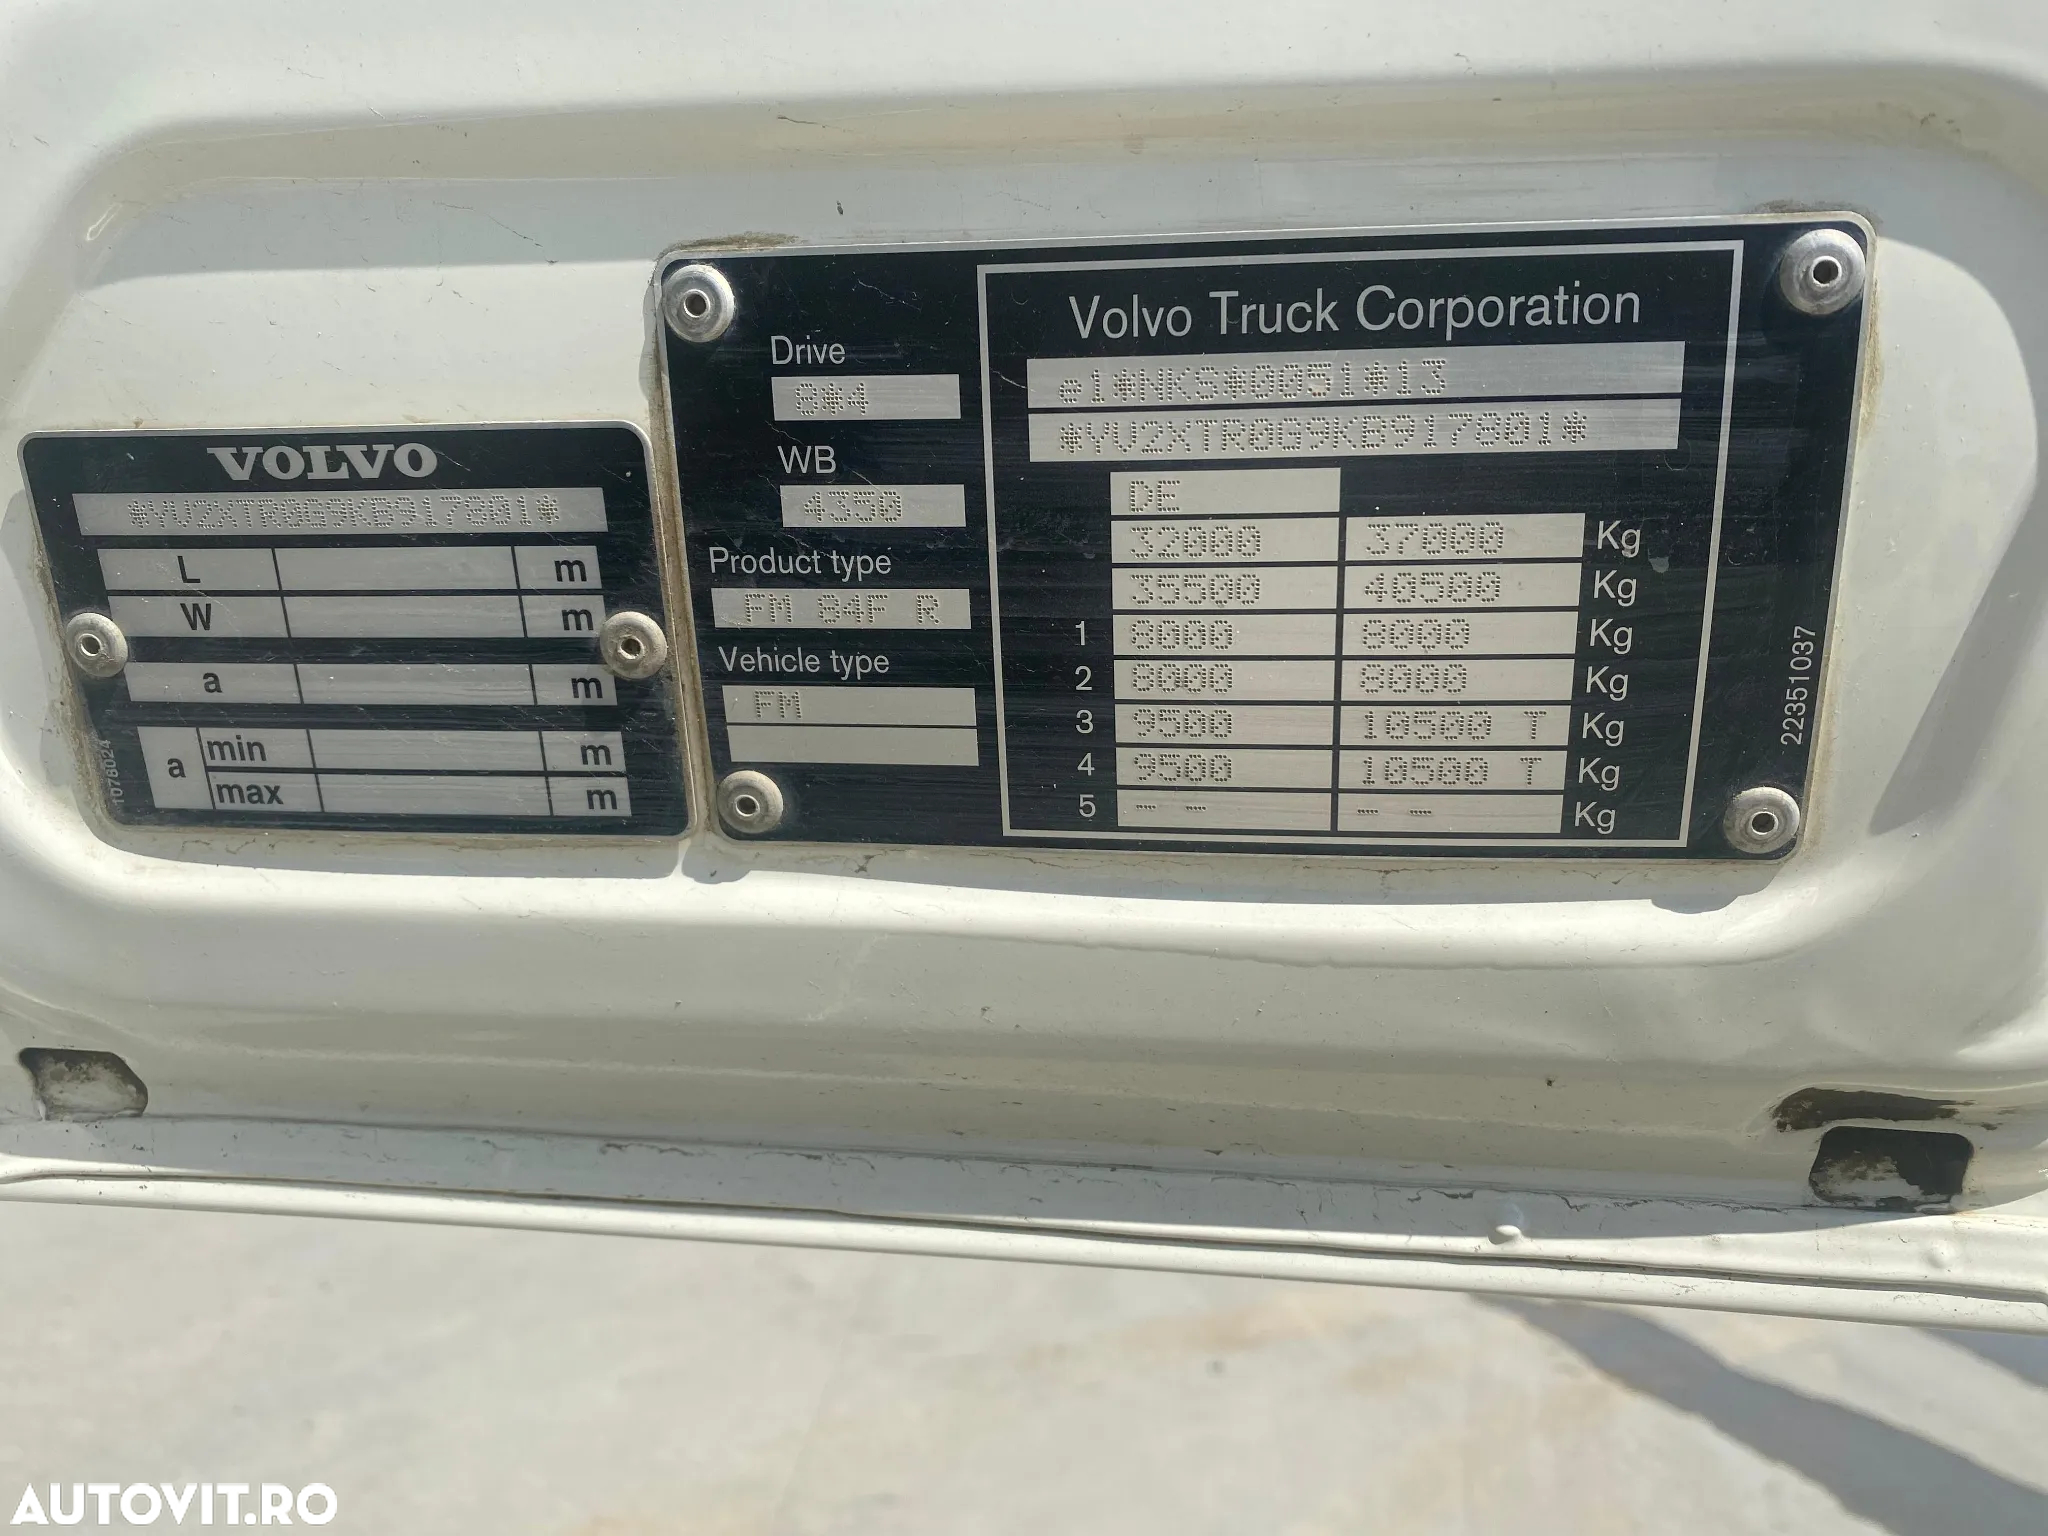 VOLVO
*YV2XTR0G9KB917801*
L m
W m
a m
a min m
max m
1078024
Drive
8*4
WB
4350
Product type
FM 84F R
Vehicle type
FM
Volvo Truck Corporation
e1*NKS*0051*13
*YV2XTR0G9KB917801*
DE
32000 37000 Kg
35500 40500 Kg
1 8000 8000 Kg
2 8000 8000 Kg
3 9500 10500 T Kg
4 9500 10500 T Kg
5 - - - - Kg
22351037
AUTOVIT.RO